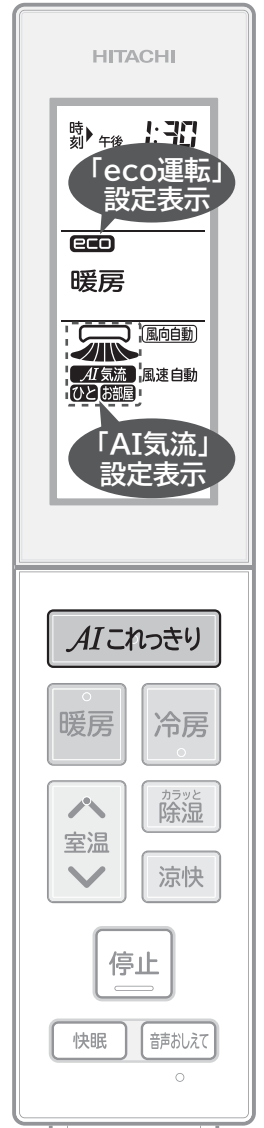 HITACHI
時刻 午後 1:30
「eco運転」
設定表示
eco
暖房
風向自動
AI気流 風速自動
ひと お部屋
「AI気流」
設定表示
AIこれっきり
暖房 冷房
室温
カラッと
除湿
涼快
停止
快眠 音声おしえて